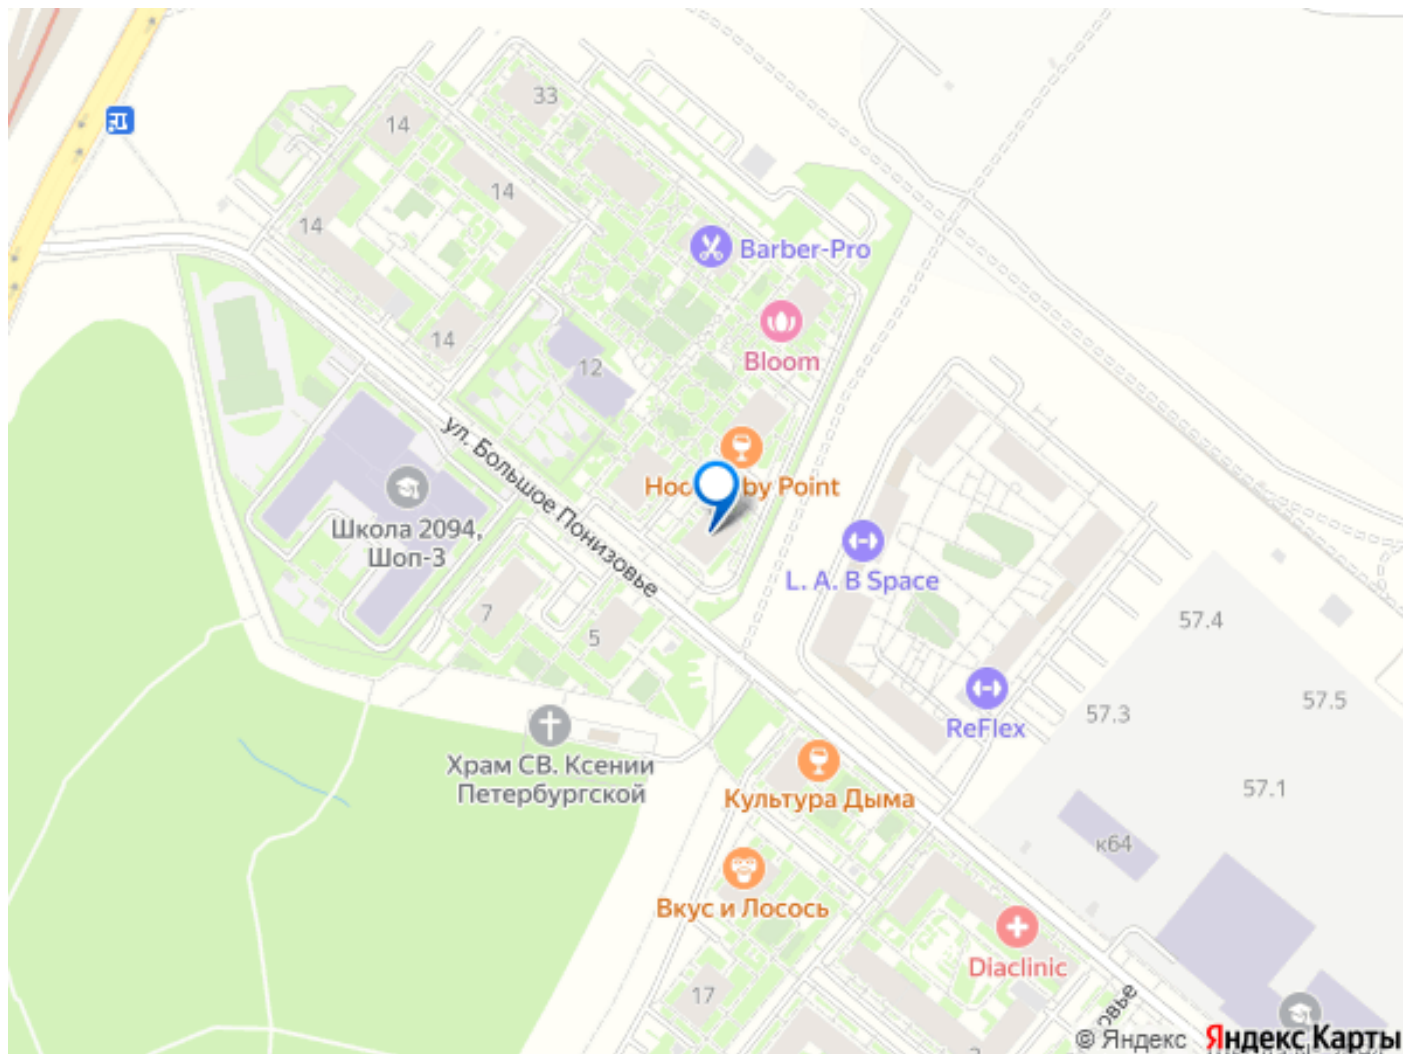 33
14
14
14
Barber-Pro
14
Bloom
12
by Point
ул. Большое Понизовье
Школа 2094,
Шоп-3
L. A. B Space
7
5
57.4
57.5
57.3
ReFlex
Храм СВ. Ксении
Петербургской
57.1
Культура Дыма
к64
Вкус и Лосось
Diaclinic
17
© Яндекс Яндекс Карты